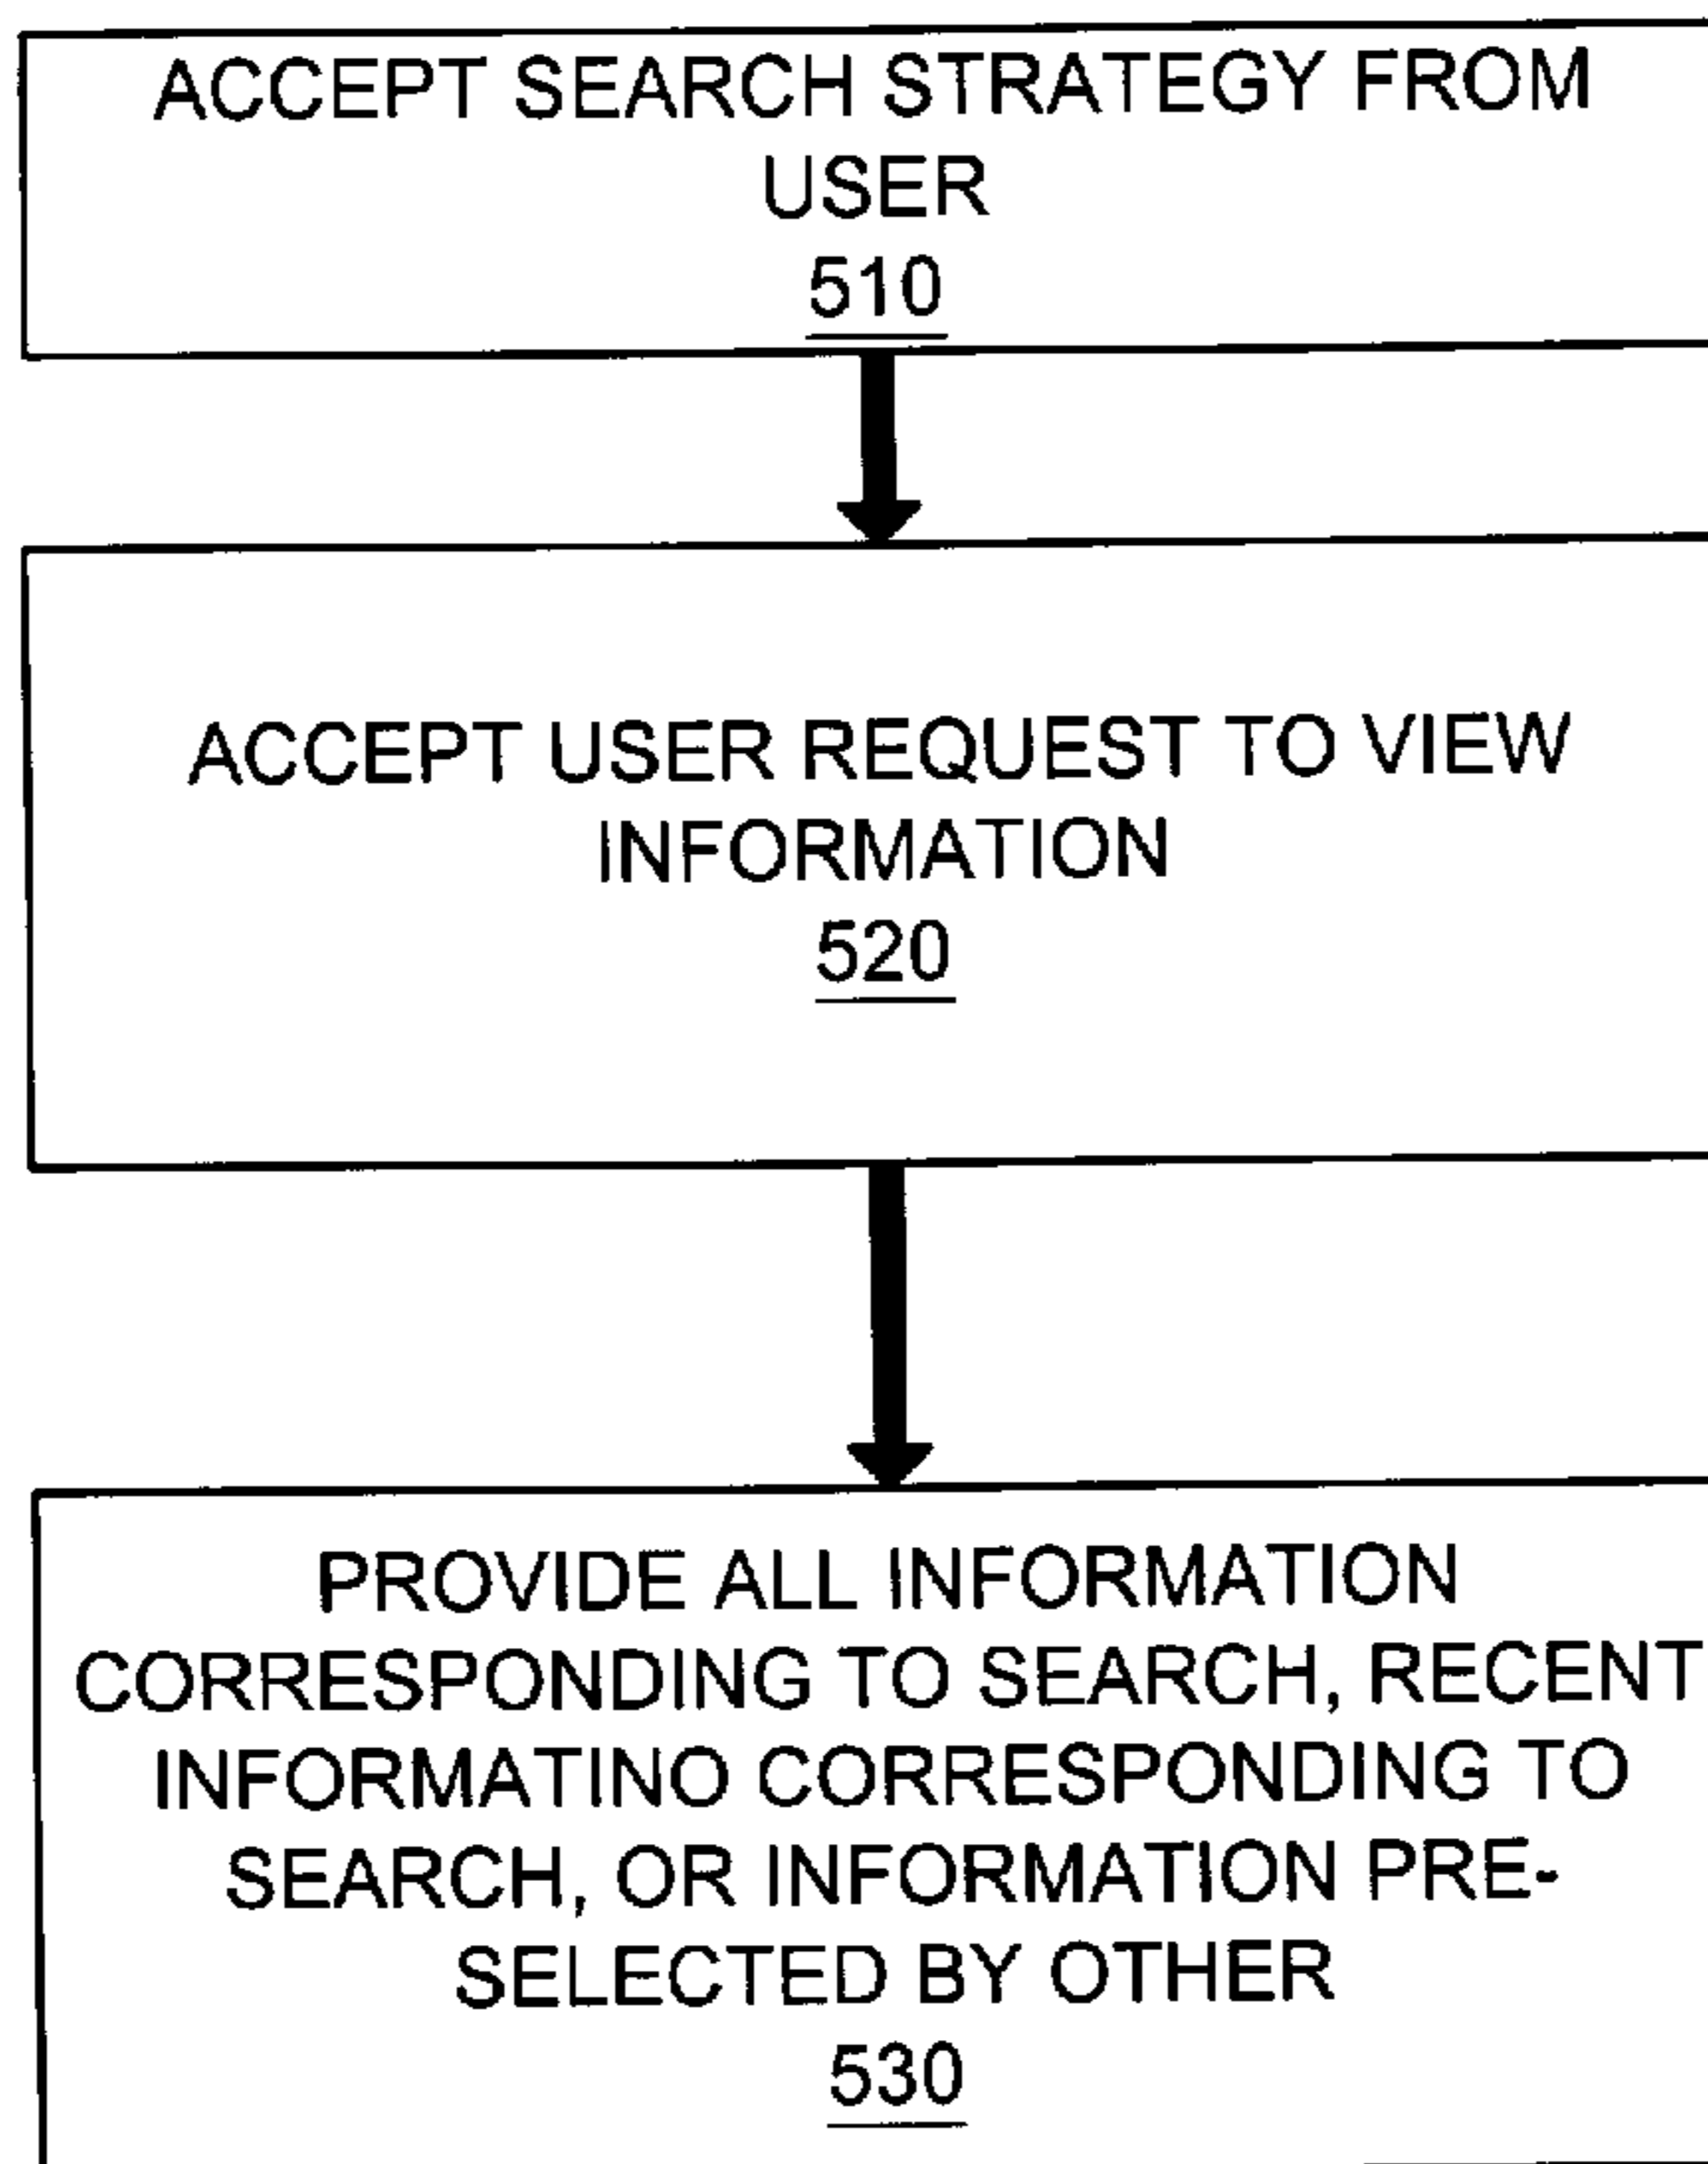 ACCEPT SEARCH STRATEGY FROM
USER
510
ACCEPT USER REQUEST TO VIEW
INFORMATION
520
PROVIDE ALL INFORMATION
CORRESPONDING TO SEARCH, RECENT
INFORMATINO CORRESPONDING TO
SEARCH, OR INFORMATION PRE-
SELECTED BY OTHER
530